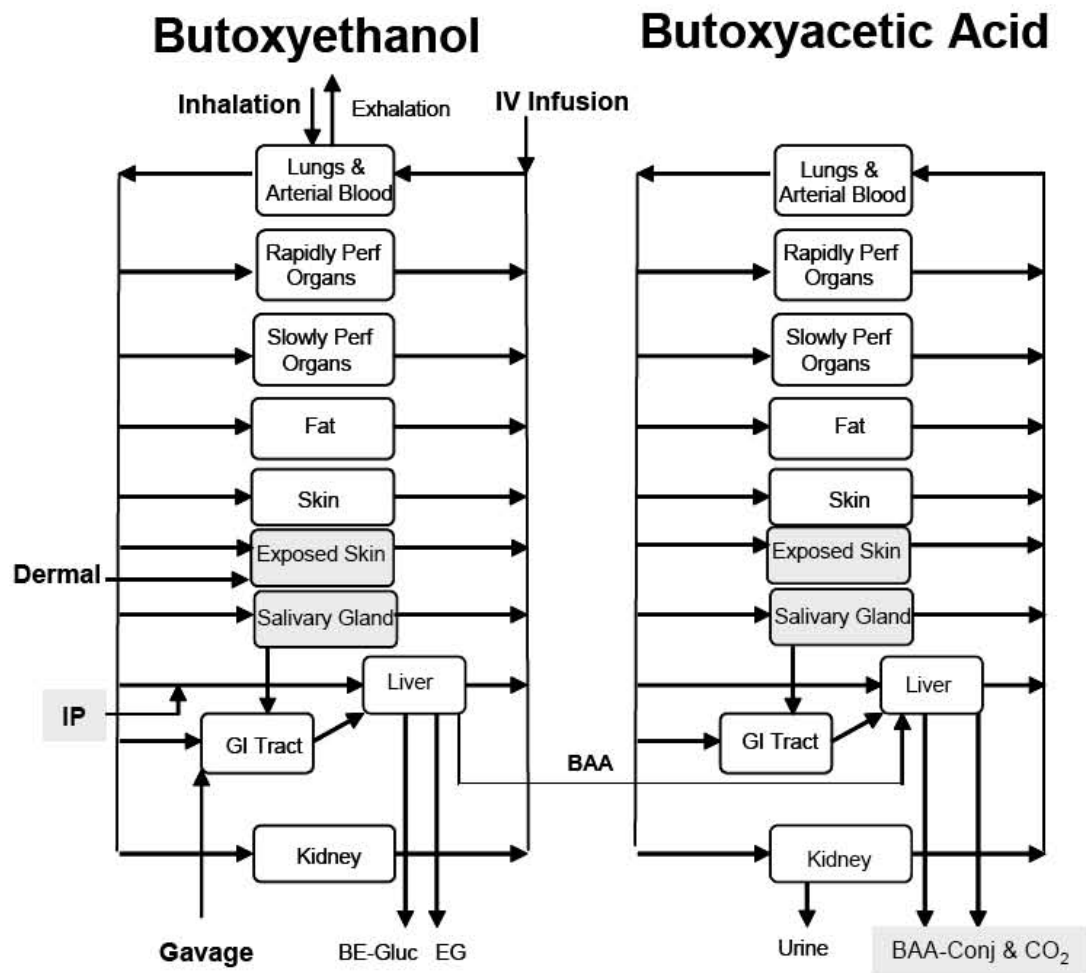 Butoxyethanol
Inhalation
Exhalation
IV Infusion
Lungs &
Arterial Blood
Rapidly Perf
Organs
Slowly Perf
Organs
Fat
Skin
Exposed Skin
Dermal
Salivary Gland
Liver
IP
GI Tract
BAA
Kidney
Gavage
BE-Gluc
EG
Butoxyacetic Acid
Lungs &
Arterial Blood
Rapidly Perf
Organs
Slowly Perf
Organs
Fat
Skin
Exposed Skin
Salivary Gland
Liver
GI Tract
Kidney
Urine
BAA-Conj & CO₂